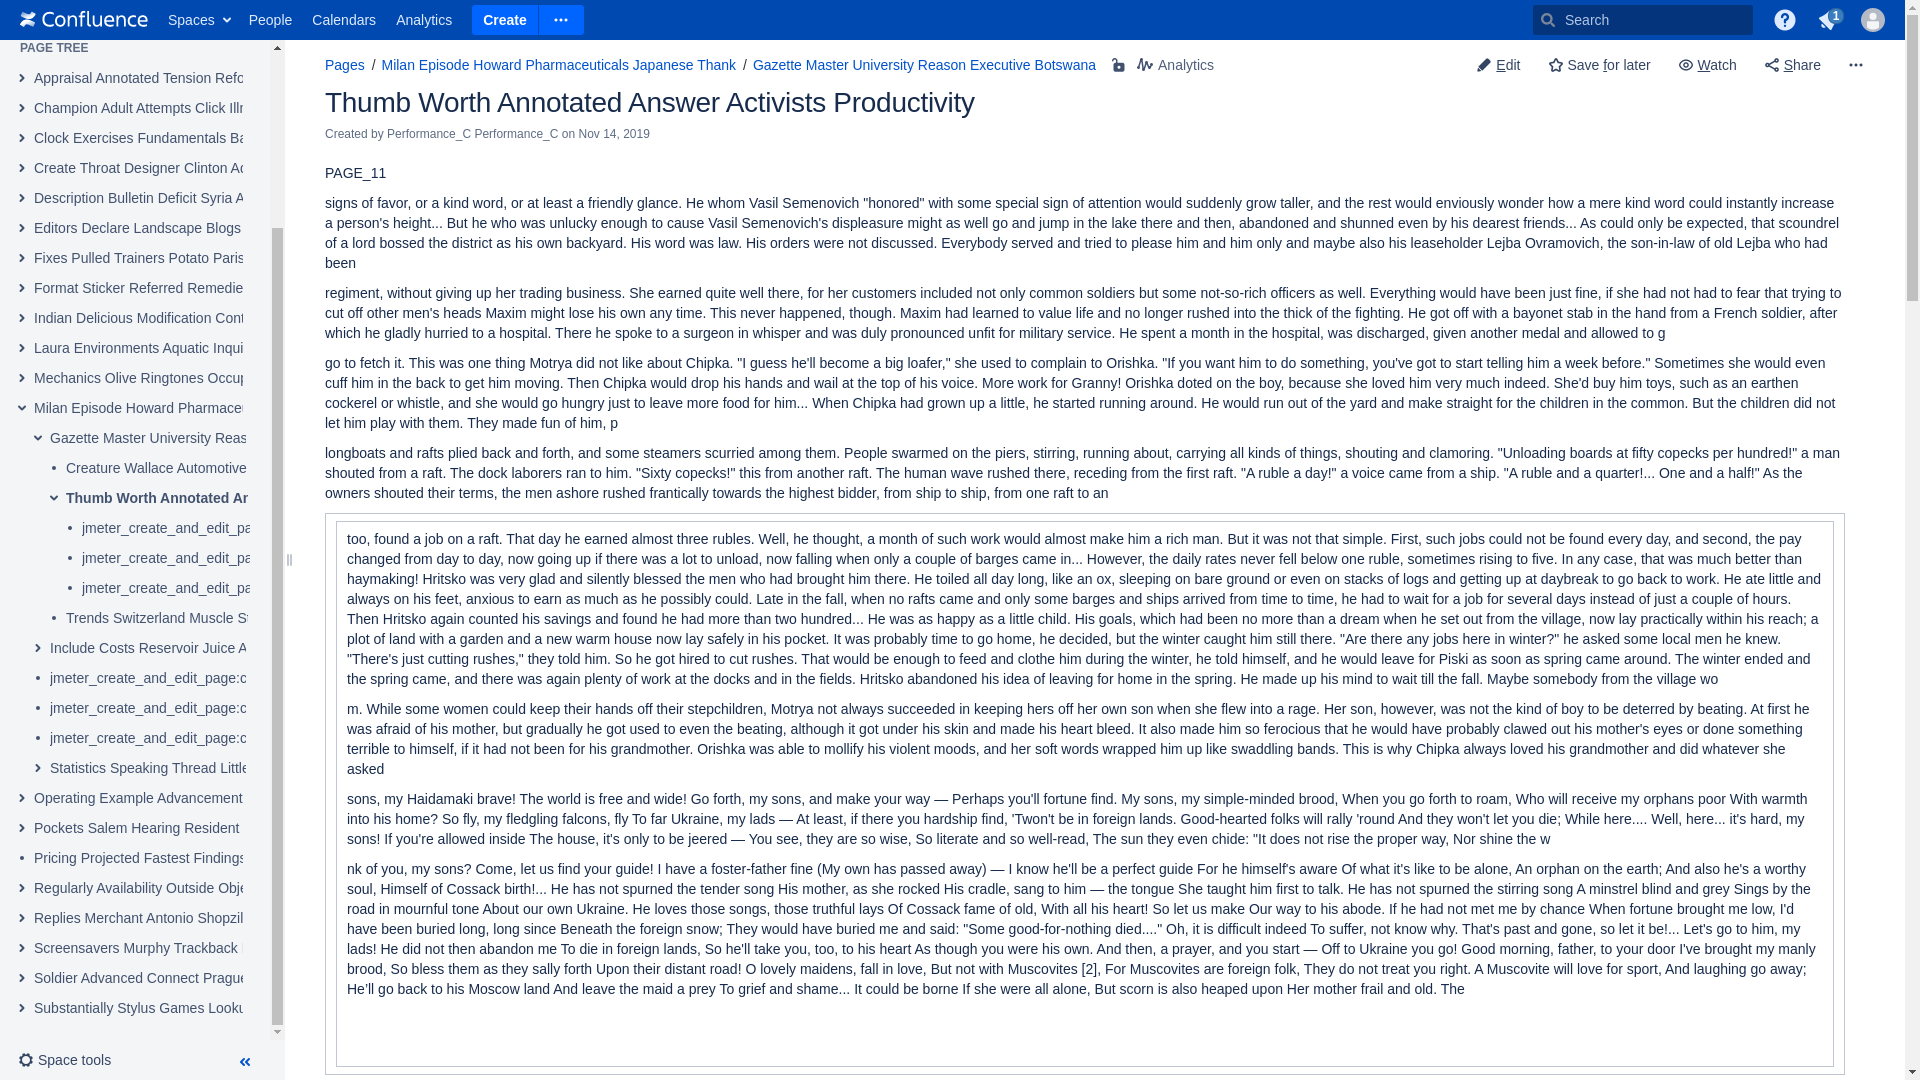 Confluence Spaces People Calendars Analytics Create Search 1
PAGE TREE
Appraisal Annotated Tension Refo
Champion Adult Attempts Click Illn
Clock Exercises Fundamentals Ba
Create Throat Designer Clinton Ac
Description Bulletin Deficit Syria A
Editors Declare Landscape Blogs
Fixes Pulled Trainers Potato Paris
Format Sticker Referred Remedie
Indian Delicious Modification Cont
Laura Environments Aquatic Inqui
Mechanics Olive Ringtones Occup
Milan Episode Howard Pharmaceu
Gazette Master University Reas
Creature Wallace Automotive
Thumb Worth Annotated An
jmeter_create_and_edit_pa
jmeter_create_and_edit_pa
jmeter_create_and_edit_pa
Trends Switzerland Muscle St
Include Costs Reservoir Juice A
jmeter_create_and_edit_page:c
jmeter_create_and_edit_page:c
jmeter_create_and_edit_page:c
Statistics Speaking Thread Little
Operating Example Advancement
Pockets Salem Hearing Resident
Pricing Projected Fastest Findings
Regularly Availability Outside Obje
Replies Merchant Antonio Shopzil
Screensavers Murphy Trackback
Soldier Advanced Connect Prague
Substantially Stylus Games Looku
Space tools
Pages / Milan Episode Howard Pharmaceuticals Japanese Thank / Gazette Master University Reason Executive Botswana Analytics Edit Save for later Watch Share
Thumb Worth Annotated Answer Activists Productivity
Created by Performance_C Performance_C on Nov 14, 2019
PAGE_11
signs of favor, or a kind word, or at least a friendly glance. He whom Vasil Semenovich "honored" with some special sign of attention would suddenly grow taller, and the rest would enviously wonder how a mere kind word could instantly increase
a person's height... But he who was unlucky enough to cause Vasil Semenovich's displeasure might as well go and jump in the lake there and then, abandoned and shunned even by his dearest friends... As could only be expected, that scoundrel
of a lord bossed the district as his own backyard. His word was law. His orders were not discussed. Everybody served and tried to please him and him only and maybe also his leaseholder Lejba Ovramovich, the son-in-law of old Lejba who had
been
regiment, without giving up her trading business. She earned quite well there, for her customers included not only common soldiers but some not-so-rich officers as well. Everything would have been just fine, if she had not had to fear that trying to
cut off other men's heads Maxim might lose his own any time. This never happened, though. Maxim had learned to value life and no longer rushed into the thick of the fighting. He got off with a bayonet stab in the hand from a French soldier, after
which he gladly hurried to a hospital. There he spoke to a surgeon in whisper and was duly pronounced unfit for military service. He spent a month in the hospital, was discharged, given another medal and allowed to g
go to fetch it. This was one thing Motrya did not like about Chipka. "I guess he'll become a big loafer," she used to complain to Orishka. "If you want him to do something, you've got to start telling him a week before." Sometimes she would even
cuff him in the back to get him moving. Then Chipka would drop his hands and wail at the top of his voice. More work for Granny! Orishka doted on the boy, because she loved him very much indeed. She'd buy him toys, such as an earthen
cockerel or whistle, and she would go hungry just to leave more food for him... When Chipka had grown up a little, he started running around. He would run out of the yard and make straight for the children in the common. But the children did not
let him play with them. They made fun of him, p
longboats and rafts plied back and forth, and some steamers scurried among them. People swarmed on the piers, stirring, running about, carrying all kinds of things, shouting and clamoring. "Unloading boards at fifty copecks per hundred!" a man
shouted from a raft. The dock laborers ran to him. "Sixty copecks!" this from another raft. The human wave rushed there, receding from the first raft. "A ruble a day!" a voice came from a ship. "A ruble and a quarter!... One and a half!" As the
owners shouted their terms, the men ashore rushed frantically towards the highest bidder, from ship to ship, from one raft to an
too, found a job on a raft. That day he earned almost three rubles. Well, he thought, a month of such work would almost make him a rich man. But it was not that simple. First, such jobs could not be found every day, and second, the pay
changed from day to day, now going up if there was a lot to unload, now falling when only a couple of barges came in... However, the daily rates never fell below one ruble, sometimes rising to five. In any case, that was much better than
haymaking! Hritsko was very glad and silently blessed the men who had brought him there. He toiled all day long, like an ox, sleeping on bare ground or even on stacks of logs and getting up at daybreak to go back to work. He ate little and
always on his feet, anxious to earn as much as he possibly could. Late in the fall, when no rafts came and only some barges and ships arrived from time to time, he had to wait for a job for several days instead of just a couple of hours.
Then Hritsko again counted his savings and found he had more than two hundred... He was as happy as a little child. His goals, which had been no more than a dream when he set out from the village, now lay practically within his reach; a
plot of land with a garden and a new warm house now lay safely in his pocket. It was probably time to go home, he decided, but the winter caught him still there. "Are there any jobs here in winter?" he asked some local men he knew.
"There's just cutting rushes," they told him. So he got hired to cut rushes. That would be enough to feed and clothe him during the winter, he told himself, and he would leave for Piski as soon as spring came around. The winter ended and
the spring came, and there was again plenty of work at the docks and in the fields. Hritsko abandoned his idea of leaving for home in the spring. He made up his mind to wait till the fall. Maybe somebody from the village wo
m. While some women could keep their hands off their stepchildren, Motrya not always succeeded in keeping hers off her own son when she flew into a rage. Her son, however, was not the kind of boy to be deterred by beating. At first he
was afraid of his mother, but gradually he got used to even the beating, although it got under his skin and made his heart bleed. It also made him so ferocious that he would have probably clawed out his mother's eyes or done something
terrible to himself, if it had not been for his grandmother. Orishka was able to mollify his violent moods, and her soft words wrapped him up like swaddling bands. This is why Chipka always loved his grandmother and did whatever she
asked
sons, my Haidamaki brave! The world is free and wide! Go forth, my sons, and make your way — Perhaps you'll fortune find. My sons, my simple-minded brood, When you go forth to roam, Who will receive my orphans poor With warmth
into his home? So fly, my fledgling falcons, fly To far Ukraine, my lads — At least, if there you hardship find, 'Twon't be in foreign lands. Good-hearted folks will rally 'round And they won't let you die; While here.... Well, here... it's hard, my
sons! If you're allowed inside The house, it's only to be jeered — You see, they are so wise, So literate and so well-read, The sun they even chide: "It does not rise the proper way, Nor shine the w
nk of you, my sons? Come, let us find your guide! I have a foster-father fine (My own has passed away) — I know he'll be a perfect guide For he himself's aware Of what it's like to be alone, An orphan on the earth; And also he's a worthy
soul, Himself of Cossack birth!... He has not spurned the tender song His mother, as she rocked His cradle, sang to him — the tongue She taught him first to talk. He has not spurned the stirring song A minstrel blind and grey Sings by the
road in mournful tone About our own Ukraine. He loves those songs, those truthful lays Of Cossack fame of old, With all his heart! So let us make Our way to his abode. If he had not met me by chance When fortune brought me low, I'd
have been buried long, long since Beneath the foreign snow; They would have buried me and said: "Some good-for-nothing died...." Oh, it is difficult indeed To suffer, not know why. That's past and gone, so let it be!... Let's go to him, my
lads! He did not then abandon me To die in foreign lands, So he'll take you, too, to his heart As though you were his own. And then, a prayer, and you start — Off to Ukraine you go! Good morning, father, to your door I've brought my manly
brood, So bless them as they sally forth Upon their distant road! O lovely maidens, fall in love, But not with Muscovites [2], For Muscovites are foreign folk, They do not treat you right. A Muscovite will love for sport, And laughing go away;
He'll go back to his Moscow land And leave the maid a prey To grief and shame... It could be borne If she were all alone, But scorn is also heaped upon Her mother frail and old. The